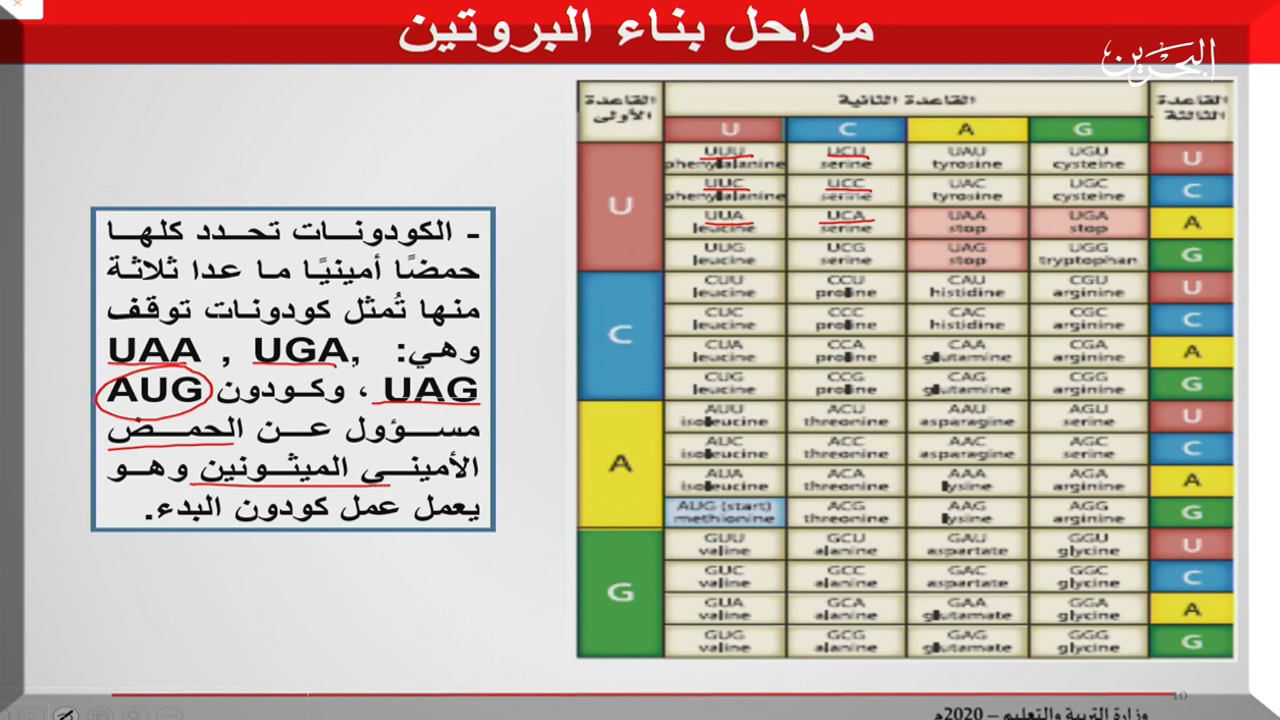 مراحل بناء البروتين
البحرين
- الكودونات تحدد كلها
حمضًا أمينيًا ما عدا ثلاثة
منها تُمثل كودونات توقف
وهي: UAA , UGA,
UAG ، وكودون AUG
مسؤول عن الحمض
الأميني الميثونين وهو
يعمل عمل كودون البدء.
القاعدة الأولى القاعدة الثانية القاعدة الثالثة
U C A G
U
UUU UCU UAU UGU U
phenylalanine serine tyrosine cysteine
UUC UCC UAC UGC C
phenylalanine serine tyrosine cysteine
UUA UCA UAA UGA A
leucine serine stop stop
UUG UCG UAG UGG G
leucine serine stop tryptophan
C
CUU CCU CAU CGU U
leucine proline histidine arginine
CUC CCC CAC CGC C
leucine proline histidine arginine
CUA CCA CAA CGA A
leucine proline glutamine arginine
CUG CCG CAG CGG G
leucine proline glutamine arginine
A
AUU ACU AAU AGU U
isoleucine threonine asparagine serine
AUC ACC AAC AGC C
isoleucine threonine asparagine serine
AUA ACA AAA AGA A
isoleucine threonine lysine arginine
AUG (start) ACG AAG AGG G
methionine threonine lysine arginine
G
GUU GCU GAU GGU U
valine alanine aspartate glycine
GUC GCC GAC GGC C
valine alanine aspartate glycine
GUA GCA GAA GGA A
valine alanine glutamate glycine
GUG GCG GAG GGG G
valine alanine glutamate glycine
10
وزارة التربية والتعليم – 2020م